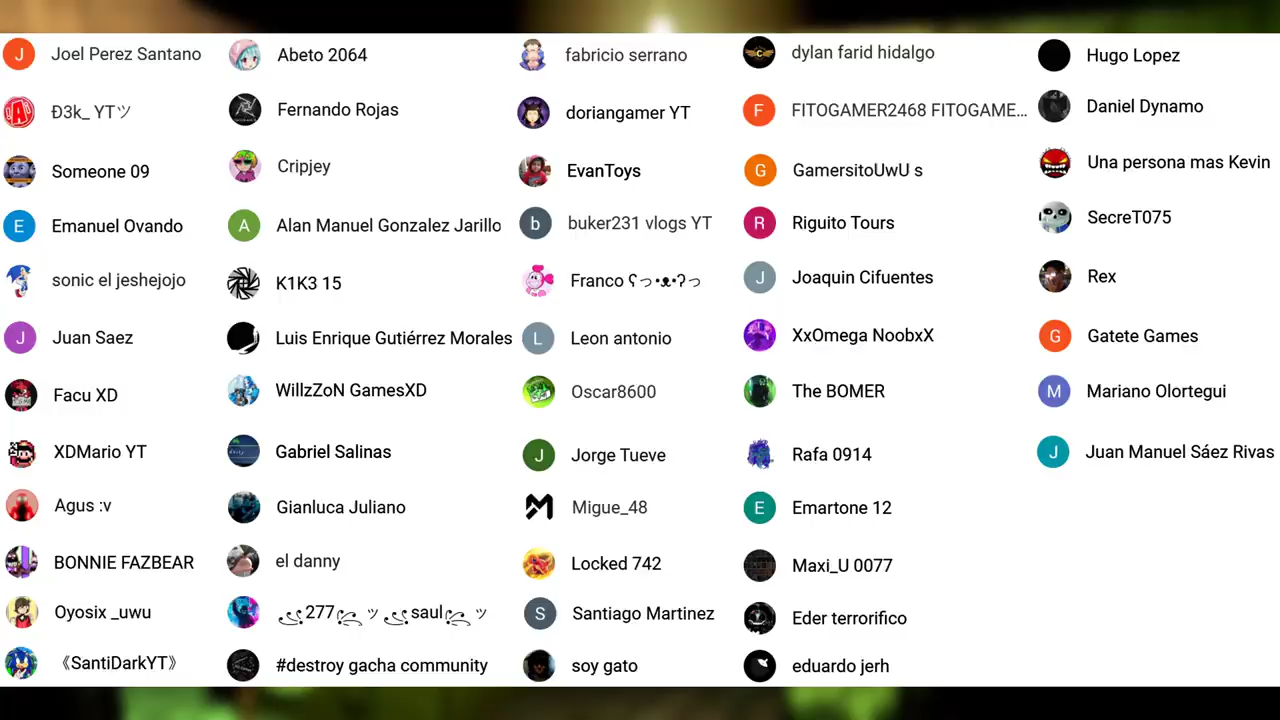 Joel Perez Santano
Đ3k_ YTツ
Someone 09
Emanuel Ovando
sonic el jeshejojo
Juan Saez
Facu XD
XDMario YT
Agus :v
BONNIE FAZBEAR
Oyosix _uwu
《SantiDarkYT》
Abeto 2064
Fernando Rojas
Cripjey
Alan Manuel Gonzalez Jarillo
K1K3 15
Luis Enrique Gutiérrez Morales
WillzZoN GamesXD
Gabriel Salinas
Gianluca Juliano
el danny
꧁277꧂ ッ ꧁saul꧂ ッ
#destroy gacha community
fabricio serrano
doriangamer YT
EvanToys
buker231 vlogs YT
Franco ʕっ•ᴥ•ʔっ
Leon antonio
Oscar8600
Jorge Tueve
Migue_48
Locked 742
Santiago Martinez
soy gato
dylan farid hidalgo
FITOGAMER2468 FITOGAME...
GamersitoUwU s
Riguito Tours
Joaquin Cifuentes
XxOmega NoobxX
The BOMER
Rafa 0914
Emartone 12
Maxi_U 0077
Eder terrorifico
eduardo jerh
Hugo Lopez
Daniel Dynamo
Una persona mas Kevin
SecreT075
Rex
Gatete Games
Mariano Olortegui
Juan Manuel Sáez Rivas